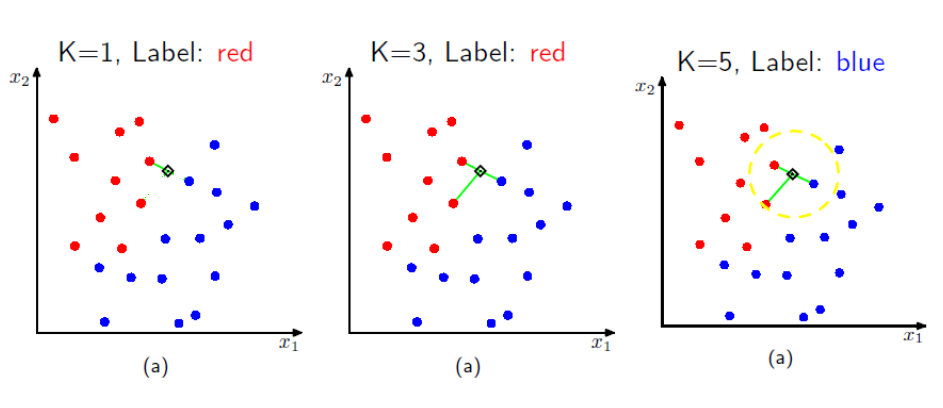 K=1, Label: red
x₂
x₁
(a)
K=3, Label: red
x₂
x₁
(a)
K=5, Label: blue
x₂
x₁
(a)